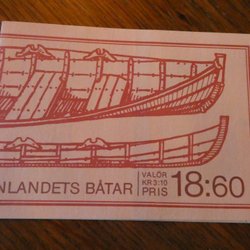 NLANDETS BÅTAR
VALÖR
KR 3:10
PRIS 18:60